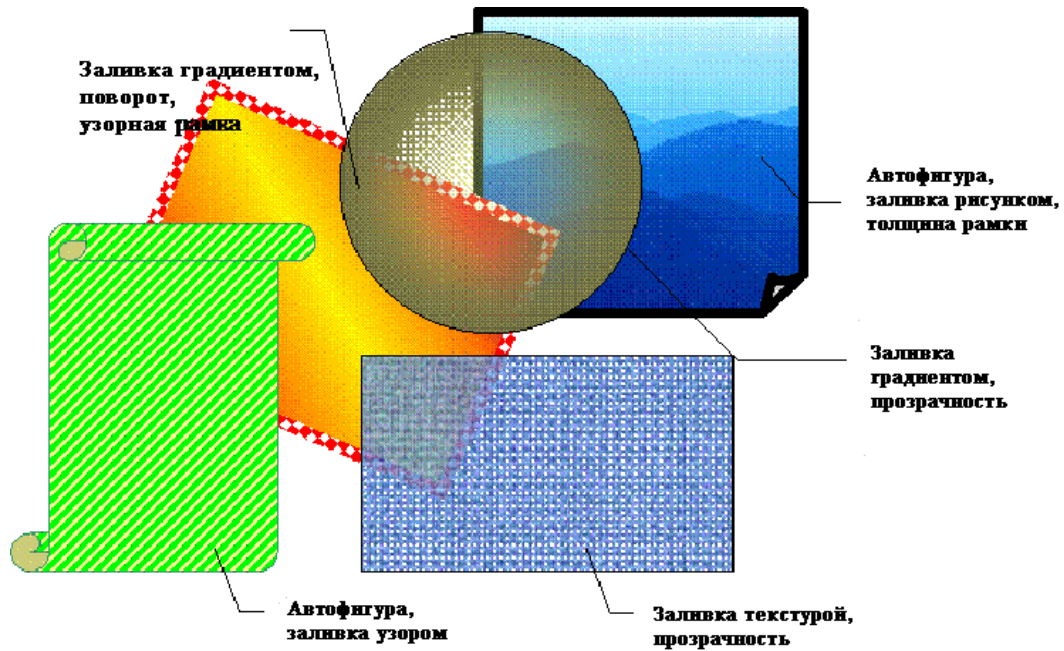 Заливка градиентом,
поворот,
узорная рамка
Автофигура,
заливка рисунком,
толщина рамки
Заливка
градиентом,
прозрачность
Автофигура,
заливка узором
Заливка текстурой,
прозрачность